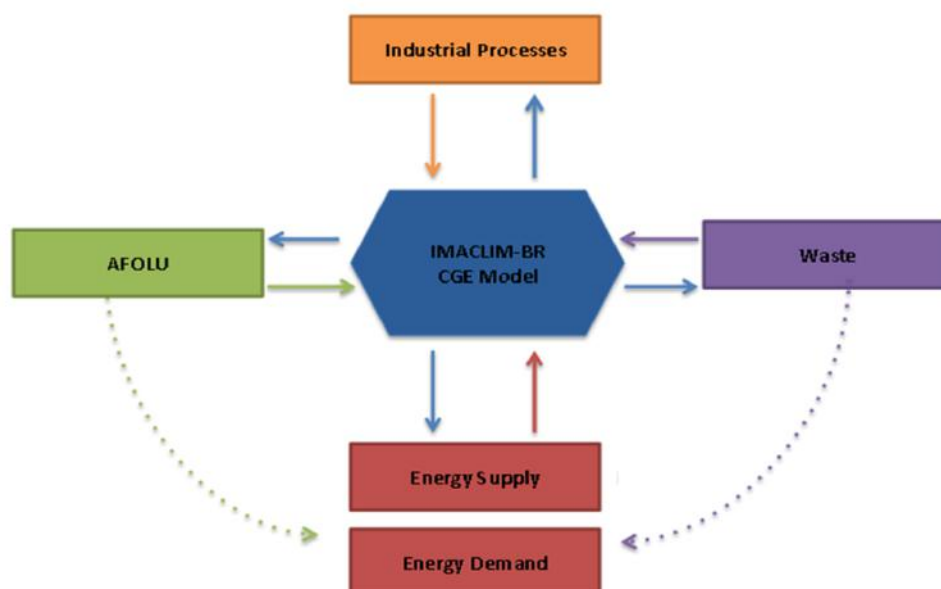 Industrial Processes
AFOLU
IMACLIM-BR
CGE Model
Waste
Energy Supply
Energy Demand